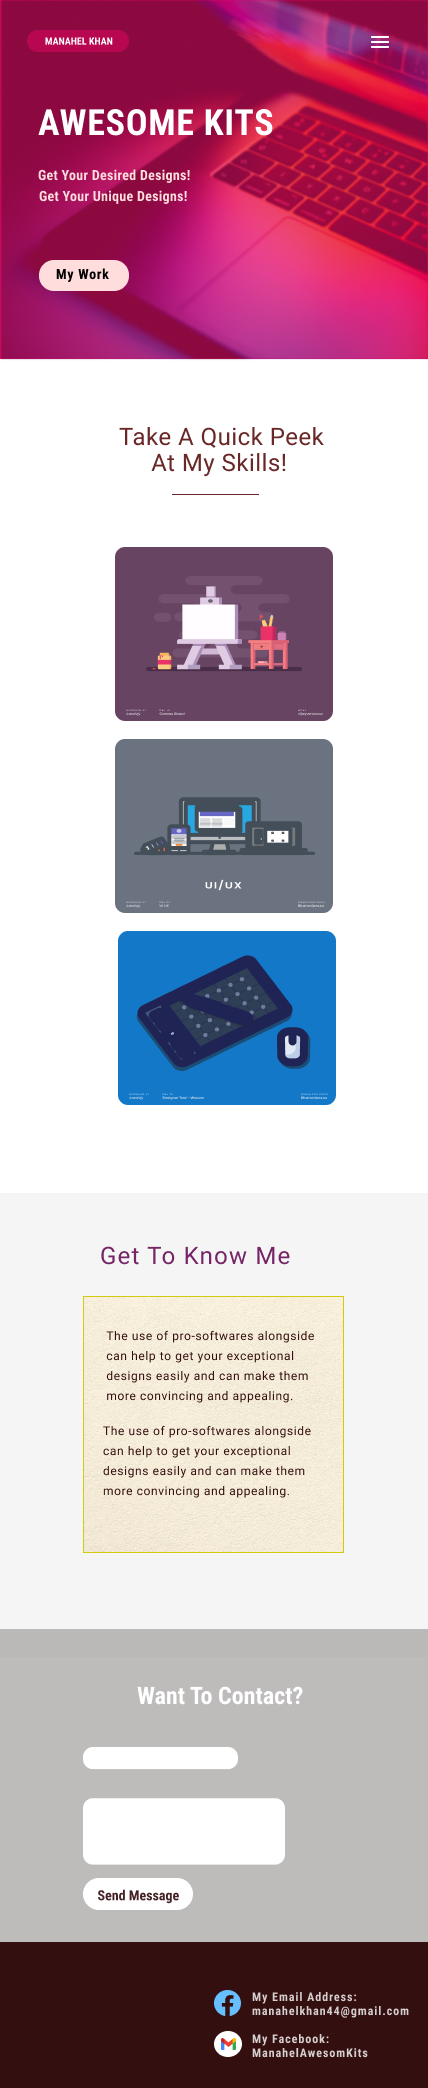 MANAHEL KHAN
AWESOME KITS
Get Your Desired Designs!
Get Your Unique Designs!
My Work
Take A Quick Peek
At My Skills!
UI/UX
Get To Know Me
The use of pro-softwares alongside
can help to get your exceptional
designs easily and can make them
more convincing and appealing.
The use of pro-softwares alongside
can help to get your exceptional
designs easily and can make them
more convincing and appealing.
Want To Contact?
Send Message
My Email Address:
manahelkhan44@gmail.com
My Facebook:
ManahelAwesomKits